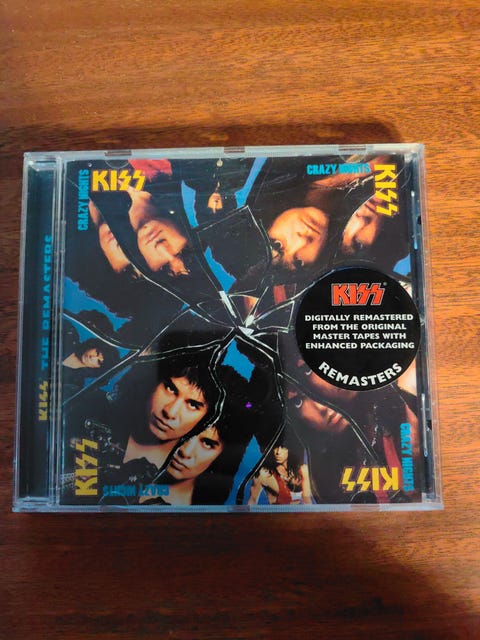 KISS
CRAZY NIGHTS
CRAZY NIGHTS
KISS
KISS THE REMASTERS
KISS®
DIGITALLY REMASTERED
FROM THE ORIGINAL
MASTER TAPES WITH
ENHANCED PACKAGING
REMASTERS
KISS
CRAZY NIGHTS
KISS
CRAZY NIGHTS